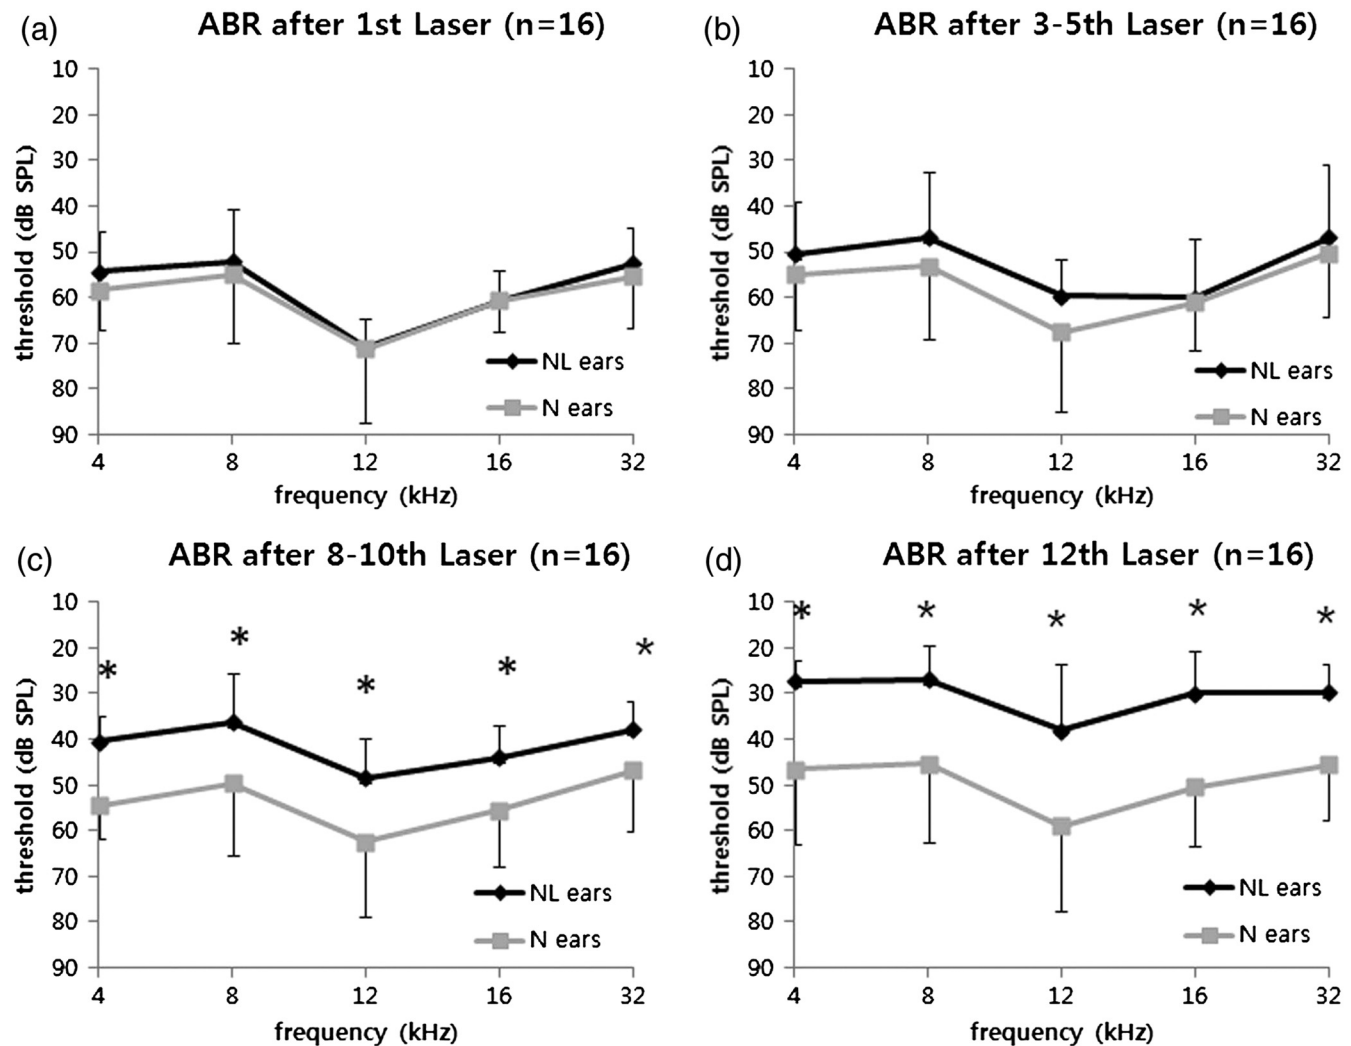 (a) ABR after 1st Laser (n=16)
10
20
30
40
50
60
70
80
90
threshold (dB SPL)
NL ears
N ears
4 8 12 16 32
frequency (kHz)
(b) ABR after 3-5th Laser (n=16)
10
20
30
40
50
60
70
80
90
threshold (dB SPL)
NL ears
N ears
4 8 12 16 32
frequency (kHz)
(c) ABR after 8-10th Laser (n=16)
10
20
30
40
50
60
70
80
90
threshold (dB SPL)
* * * * *
NL ears
N ears
4 8 12 16 32
frequency (kHz)
(d) ABR after 12th Laser (n=16)
10
20
30
40
50
60
70
80
90
threshold (dB SPL)
* * * * *
NL ears
N ears
4 8 12 16 32
frequency (kHz)